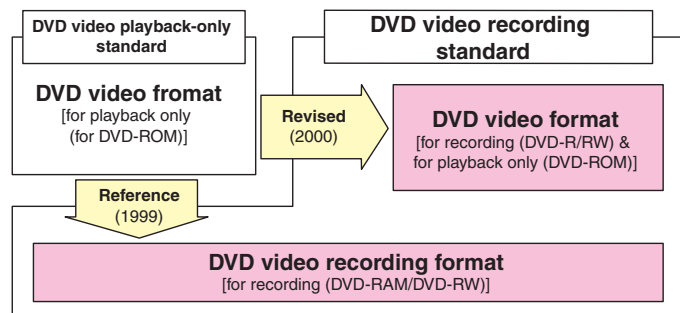 DVD video playback-only
standard
DVD video fromat
[for playback only
(for DVD-ROM)]
DVD video recording
standard
Revised
(2000)
DVD video format
[for recording (DVD-R/RW) &
for playback only (DVD-ROM)]
Reference
(1999)
DVD video recording format
[for recording (DVD-RAM/DVD-RW)]